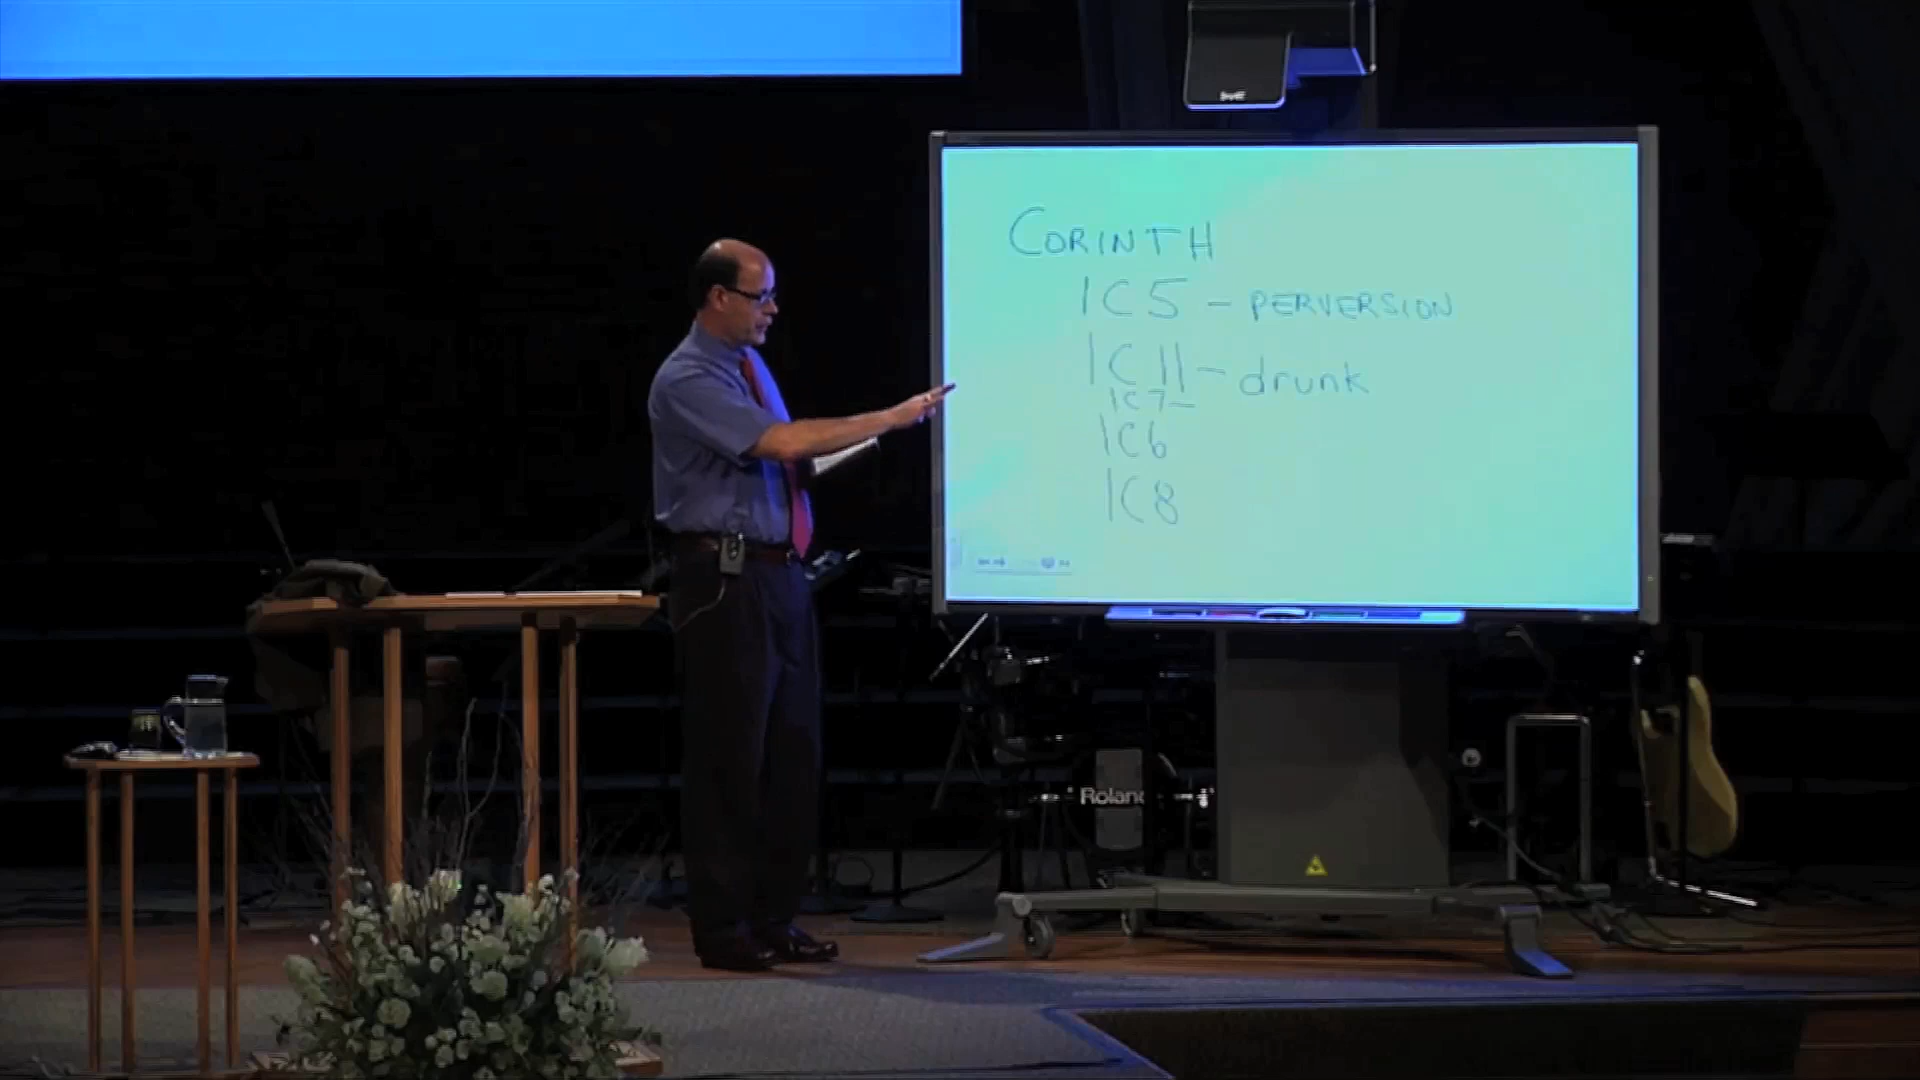 CORINTH
1C5 - PERVERSION
1C11 - drunk
1C7 -
1C6
1C8
Roland